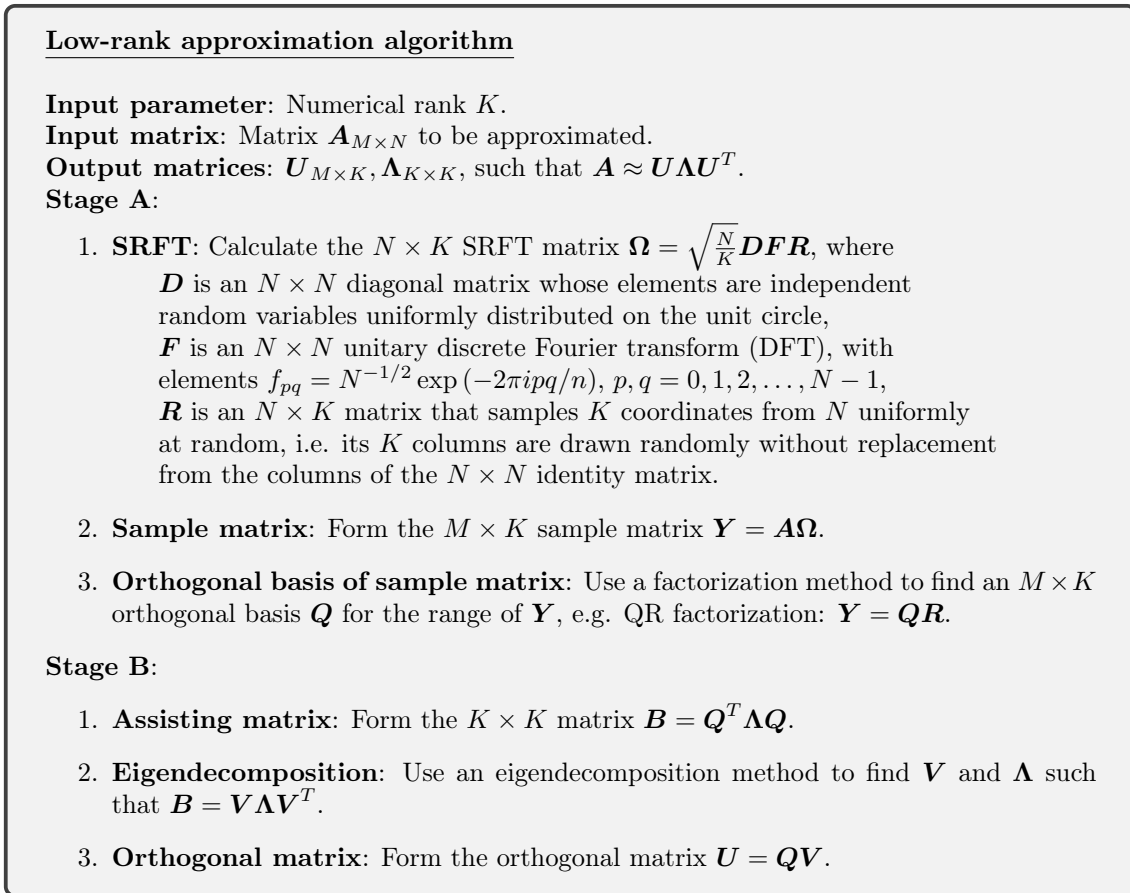 Low-rank approximation algorithm
Input parameter: Numerical rank K.
Input matrix: Matrix A_{M×N} to be approximated.
Output matrices: U_{M×K}, Λ_{K×K}, such that A ≈ UΛU^T.
Stage A:
1. SRFT: Calculate the N × K SRFT matrix Ω = √(N/K) DFR, where
D is an N × N diagonal matrix whose elements are independent
random variables uniformly distributed on the unit circle,
F is an N × N unitary discrete Fourier transform (DFT), with
elements f_{pq} = N^{-1/2} exp (−2πipq/n), p, q = 0, 1, 2, . . . , N − 1,
R is an N × K matrix that samples K coordinates from N uniformly
at random, i.e. its K columns are drawn randomly without replacement
from the columns of the N × N identity matrix.
2. Sample matrix: Form the M × K sample matrix Y = AΩ.
3. Orthogonal basis of sample matrix: Use a factorization method to find an M × K
orthogonal basis Q for the range of Y, e.g. QR factorization: Y = QR.
Stage B:
1. Assisting matrix: Form the K × K matrix B = Q^T ΛQ.
2. Eigendecomposition: Use an eigendecomposition method to find V and Λ such
that B = VΛV^T.
3. Orthogonal matrix: Form the orthogonal matrix U = QV.